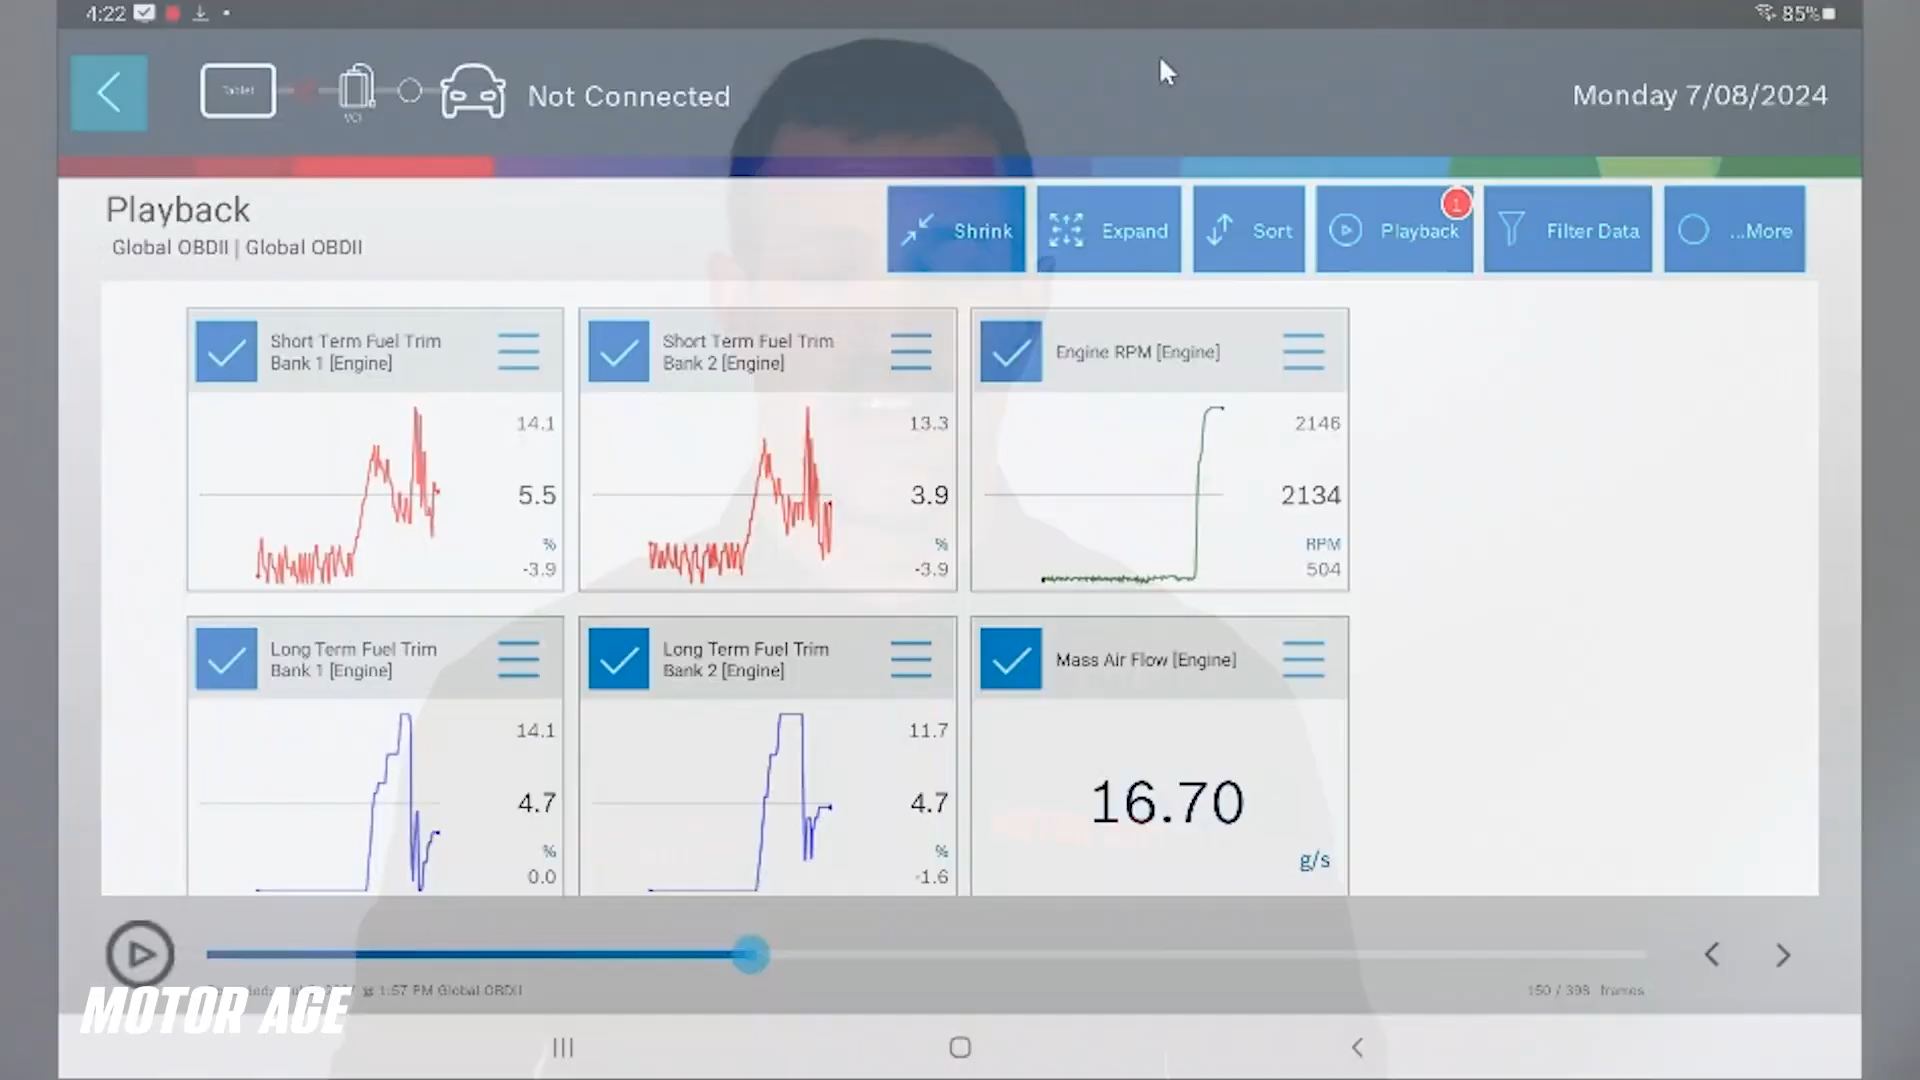 4:22
85%
Tablet
VCI
Not Connected
Monday 7/08/2024
Playback
Global OBDII | Global OBDII
Shrink
Expand
Sort
Playback
1
Filter Data
...More
Short Term Fuel Trim
Bank 1 [Engine]
14.1
5.5
%
-3.9
Short Term Fuel Trim
Bank 2 [Engine]
13.3
3.9
%
-3.9
Engine RPM [Engine]
2146
2134
RPM
504
Long Term Fuel Trim
Bank 1 [Engine]
14.1
4.7
%
0.0
Long Term Fuel Trim
Bank 2 [Engine]
11.7
4.7
%
-1.6
Mass Air Flow [Engine]
16.70
g/s
@ 1:57 PM Global OBDII
150 / 398 frames
MOTOR AGE